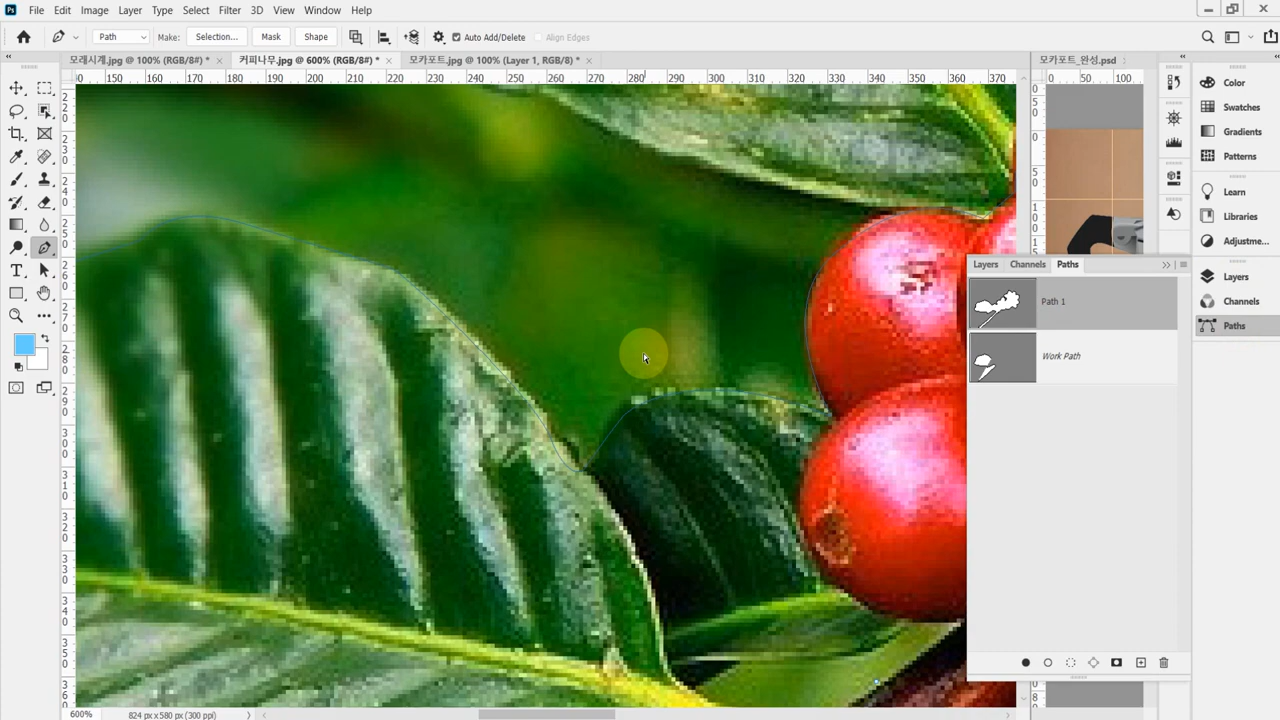 Ps File Edit Image Layer Type Select Filter 3D View Window Help
Path Make: Selection... Mask Shape Auto Add/Delete Align Edges
모래시계.jpg @ 100% (RGB/8#) * × 커피나무.jpg @ 600% (RGB/8#) * × 모카포트.jpg @ 100% (Layer 1, RGB/8) * × 모카포트_완성.psd
150 160 170 180 190 200 210 220 230 240 250 260 270 280 290 300 310 320 330 340 350 360 370 0 50 100
Color
Swatches
Gradients
Patterns
Learn
Libraries
Adjustme...
Layers
Channels
Paths
Layers Channels Paths
Path 1
Work Path
600% 824 px x 580 px (300 ppi)